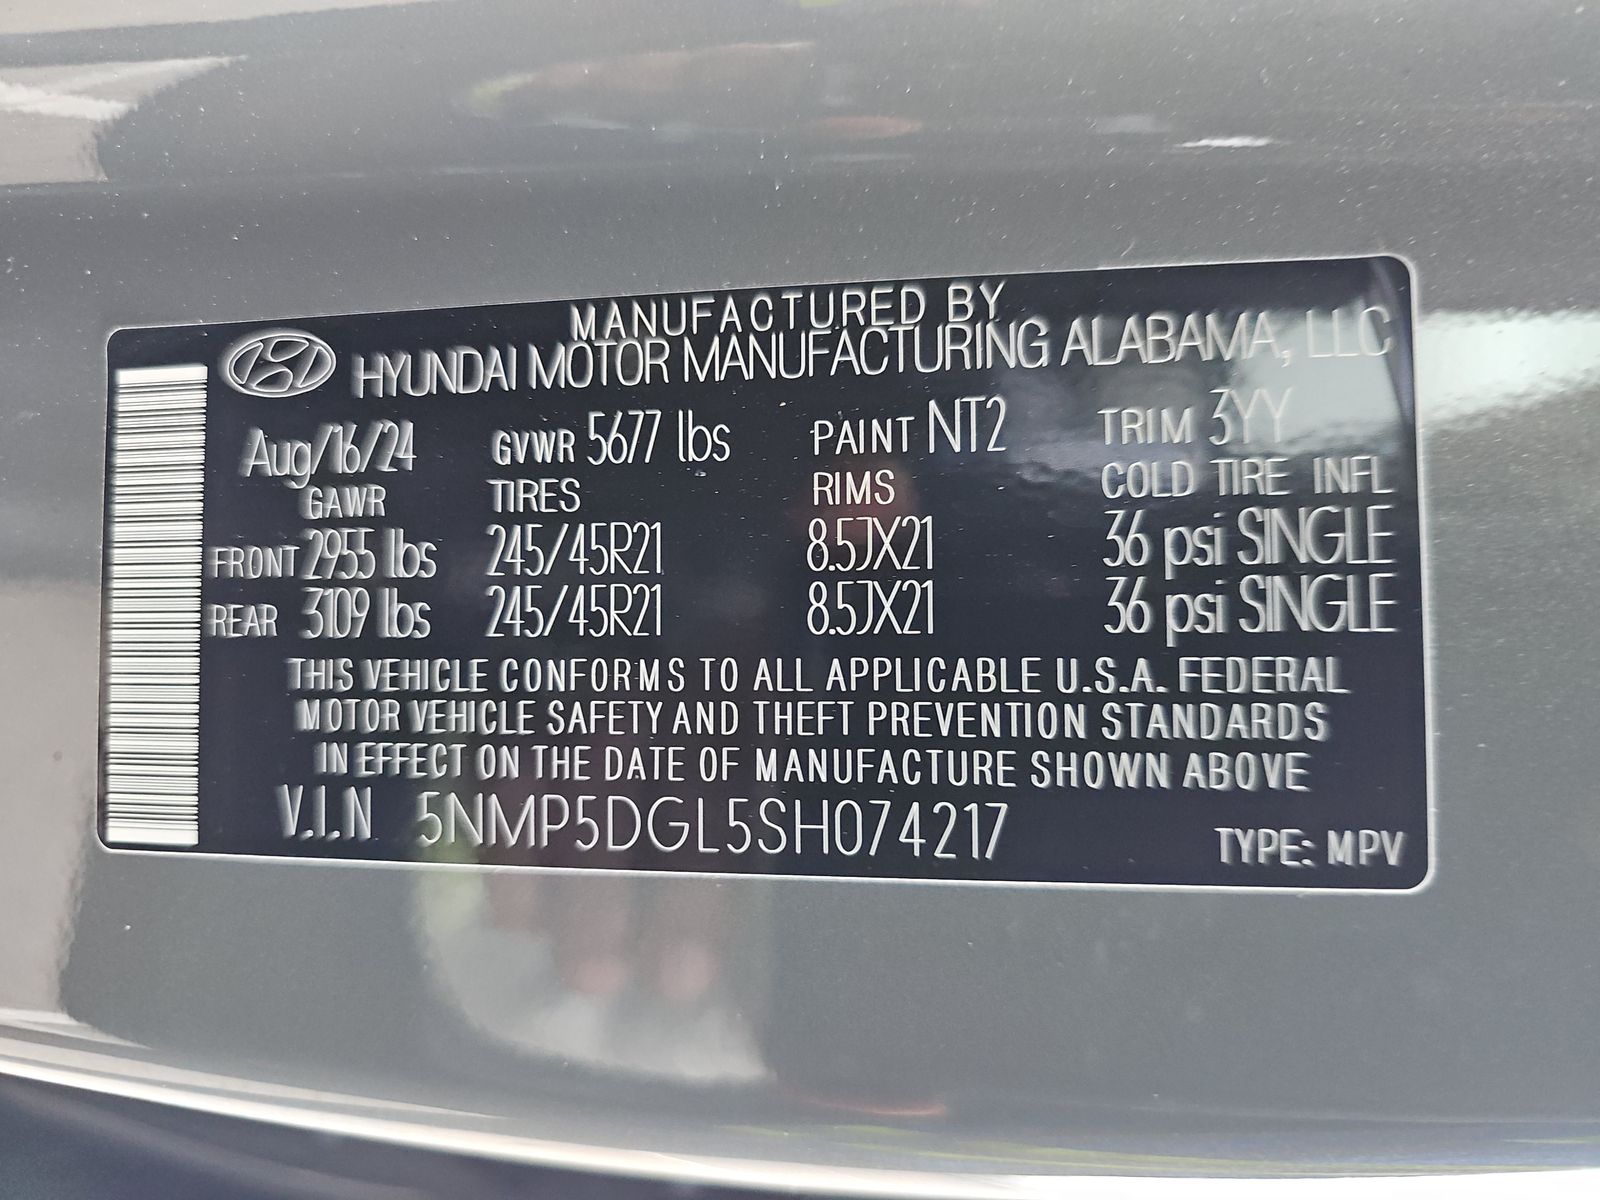 MANUFACTURED BY
HYUNDAI MOTOR MANUFACTURING ALABAMA, LLC
Aug/16/24 GVWR 5677 lbs PAINT NT2 TRIM 3YY
GAWR TIRES RIMS COLD TIRE INFL
FRONT 2955 lbs 245/45R21 8.5JX21 36 psi SINGLE
REAR 3109 lbs 245/45R21 8.5JX21 36 psi SINGLE
THIS VEHICLE CONFORMS TO ALL APPLICABLE U.S.A. FEDERAL
MOTOR VEHICLE SAFETY AND THEFT PREVENTION STANDARDS
IN EFFECT ON THE DATE OF MANUFACTURE SHOWN ABOVE
V.I.N 5NMP5DGL5SH074217 TYPE: MPV